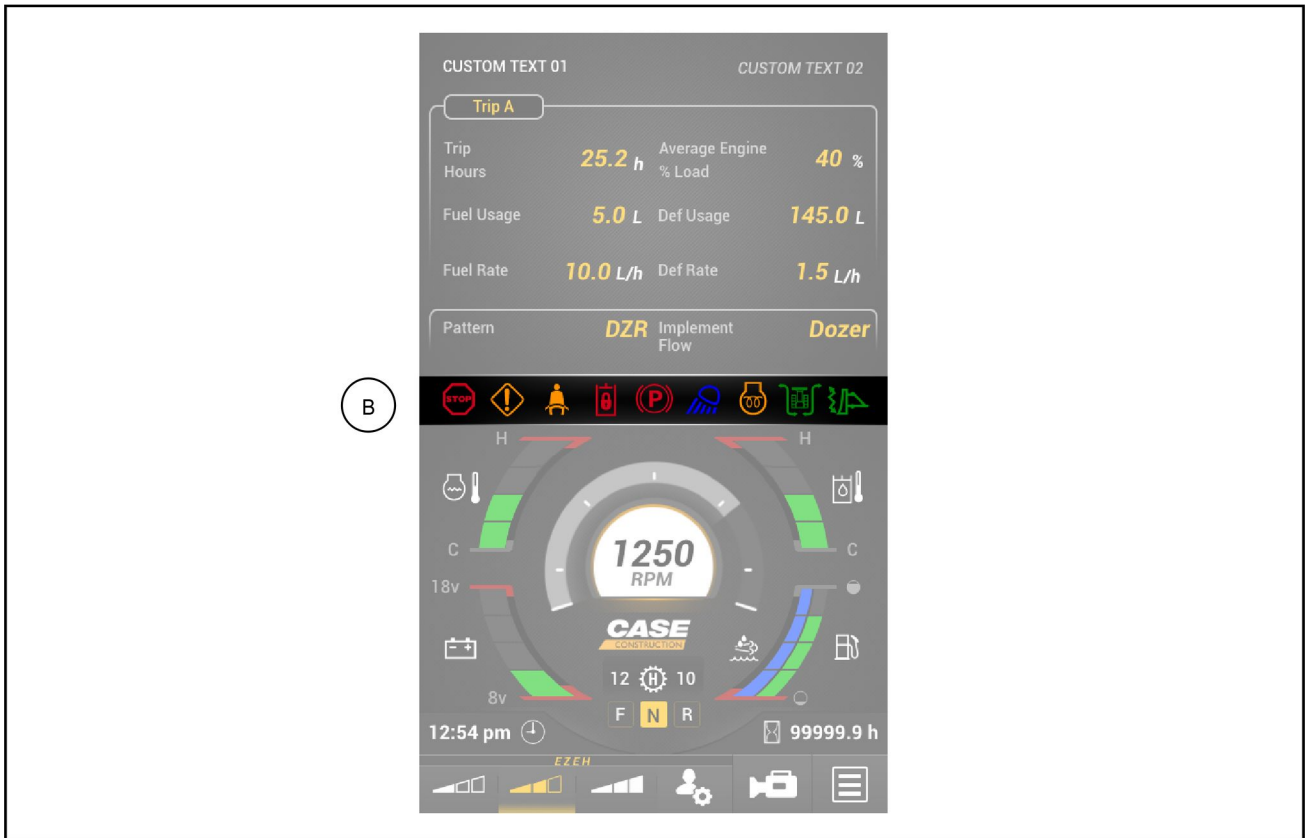 CUSTOM TEXT 01 CUSTOM TEXT 02
Trip A
Trip Hours 25.2 h Average Engine % Load 40 %
Fuel Usage 5.0 L Def Usage 145.0 L
Fuel Rate 10.0 L/h Def Rate 1.5 L/h
Pattern DZR Implement Flow Dozer
B STOP P
H H
C C
1250
RPM
18v
CASE
CONSTRUCTION
12 H 10
8v
F N R
12:54 pm 99999.9 h
EZEH